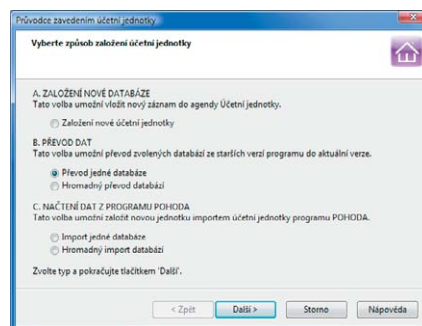 Průvodce zavedením účetní jednotky
Vyberte způsob založení účetní jednotky
A. ZALOŽENÍ NOVÉ DATABÁZE
Tato volba umožní vložit nový záznam do agendy Účetní jednotky.
Založení nové účetní jednotky
B. PŘEVOD DAT
Tato volba umožní převod zvolených databází ze starších verzí programu do aktuální verze.
Převod jedné databáze
Hromadný převod databází
C. NAČTENÍ DAT Z PROGRAMU POHODA
Tato volba umožní založit novou jednotku importem účetní jednotky programu POHODA.
Import jedné databáze
Hromadný import databází
Zvolte typ a pokračujte tlačítkem 'Další'.
< Zpět Další > Storno Nápověda